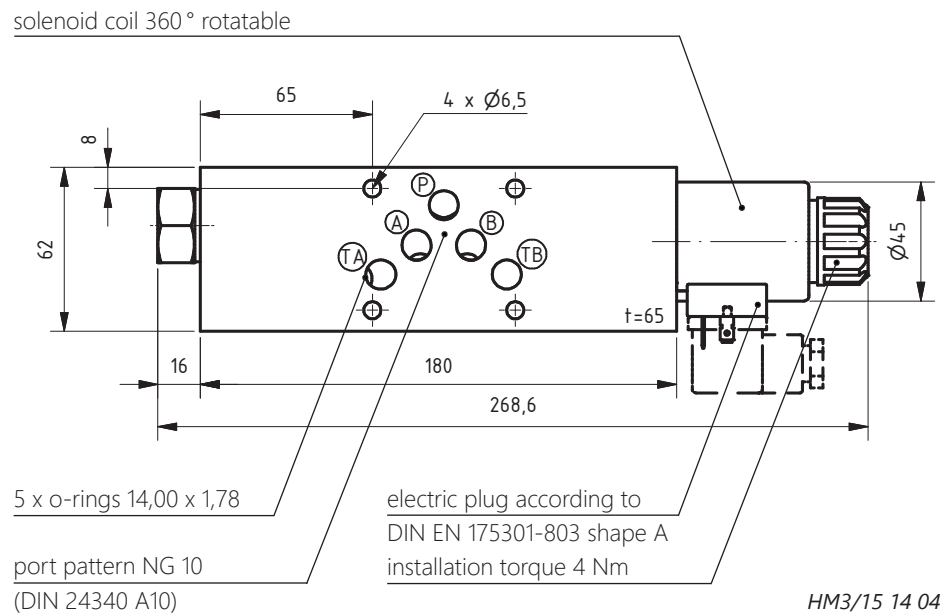 solenoid coil 360° rotatable
65
4 x Ø6,5
8
P
A
B
62
TA
TB
Ø45
t=65
16
180
268,6
5 x o-rings 14,00 x 1,78
electric plug according to
DIN EN 175301-803 shape A
port pattern NG 10
(DIN 24340 A10)
installation torque 4 Nm
HM3/15 14 04